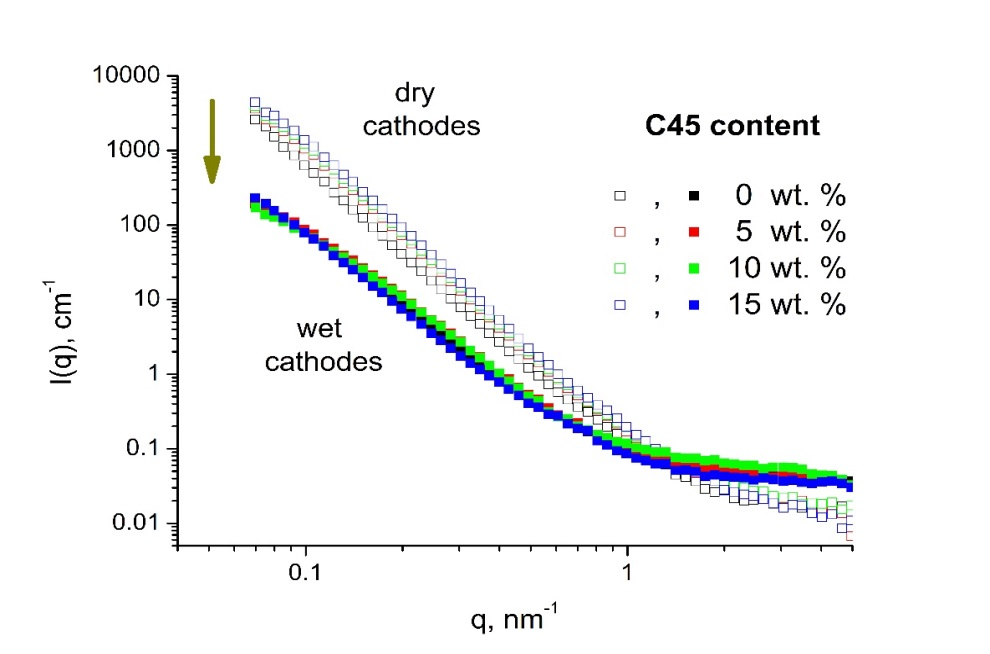 10000
1000
100
10
1
0.1
0.01
I(q), cm⁻¹
dry
cathodes
wet
cathodes
C45 content
, 0 wt. %
, 5 wt. %
, 10 wt. %
, 15 wt. %
0.1 1
q, nm⁻¹